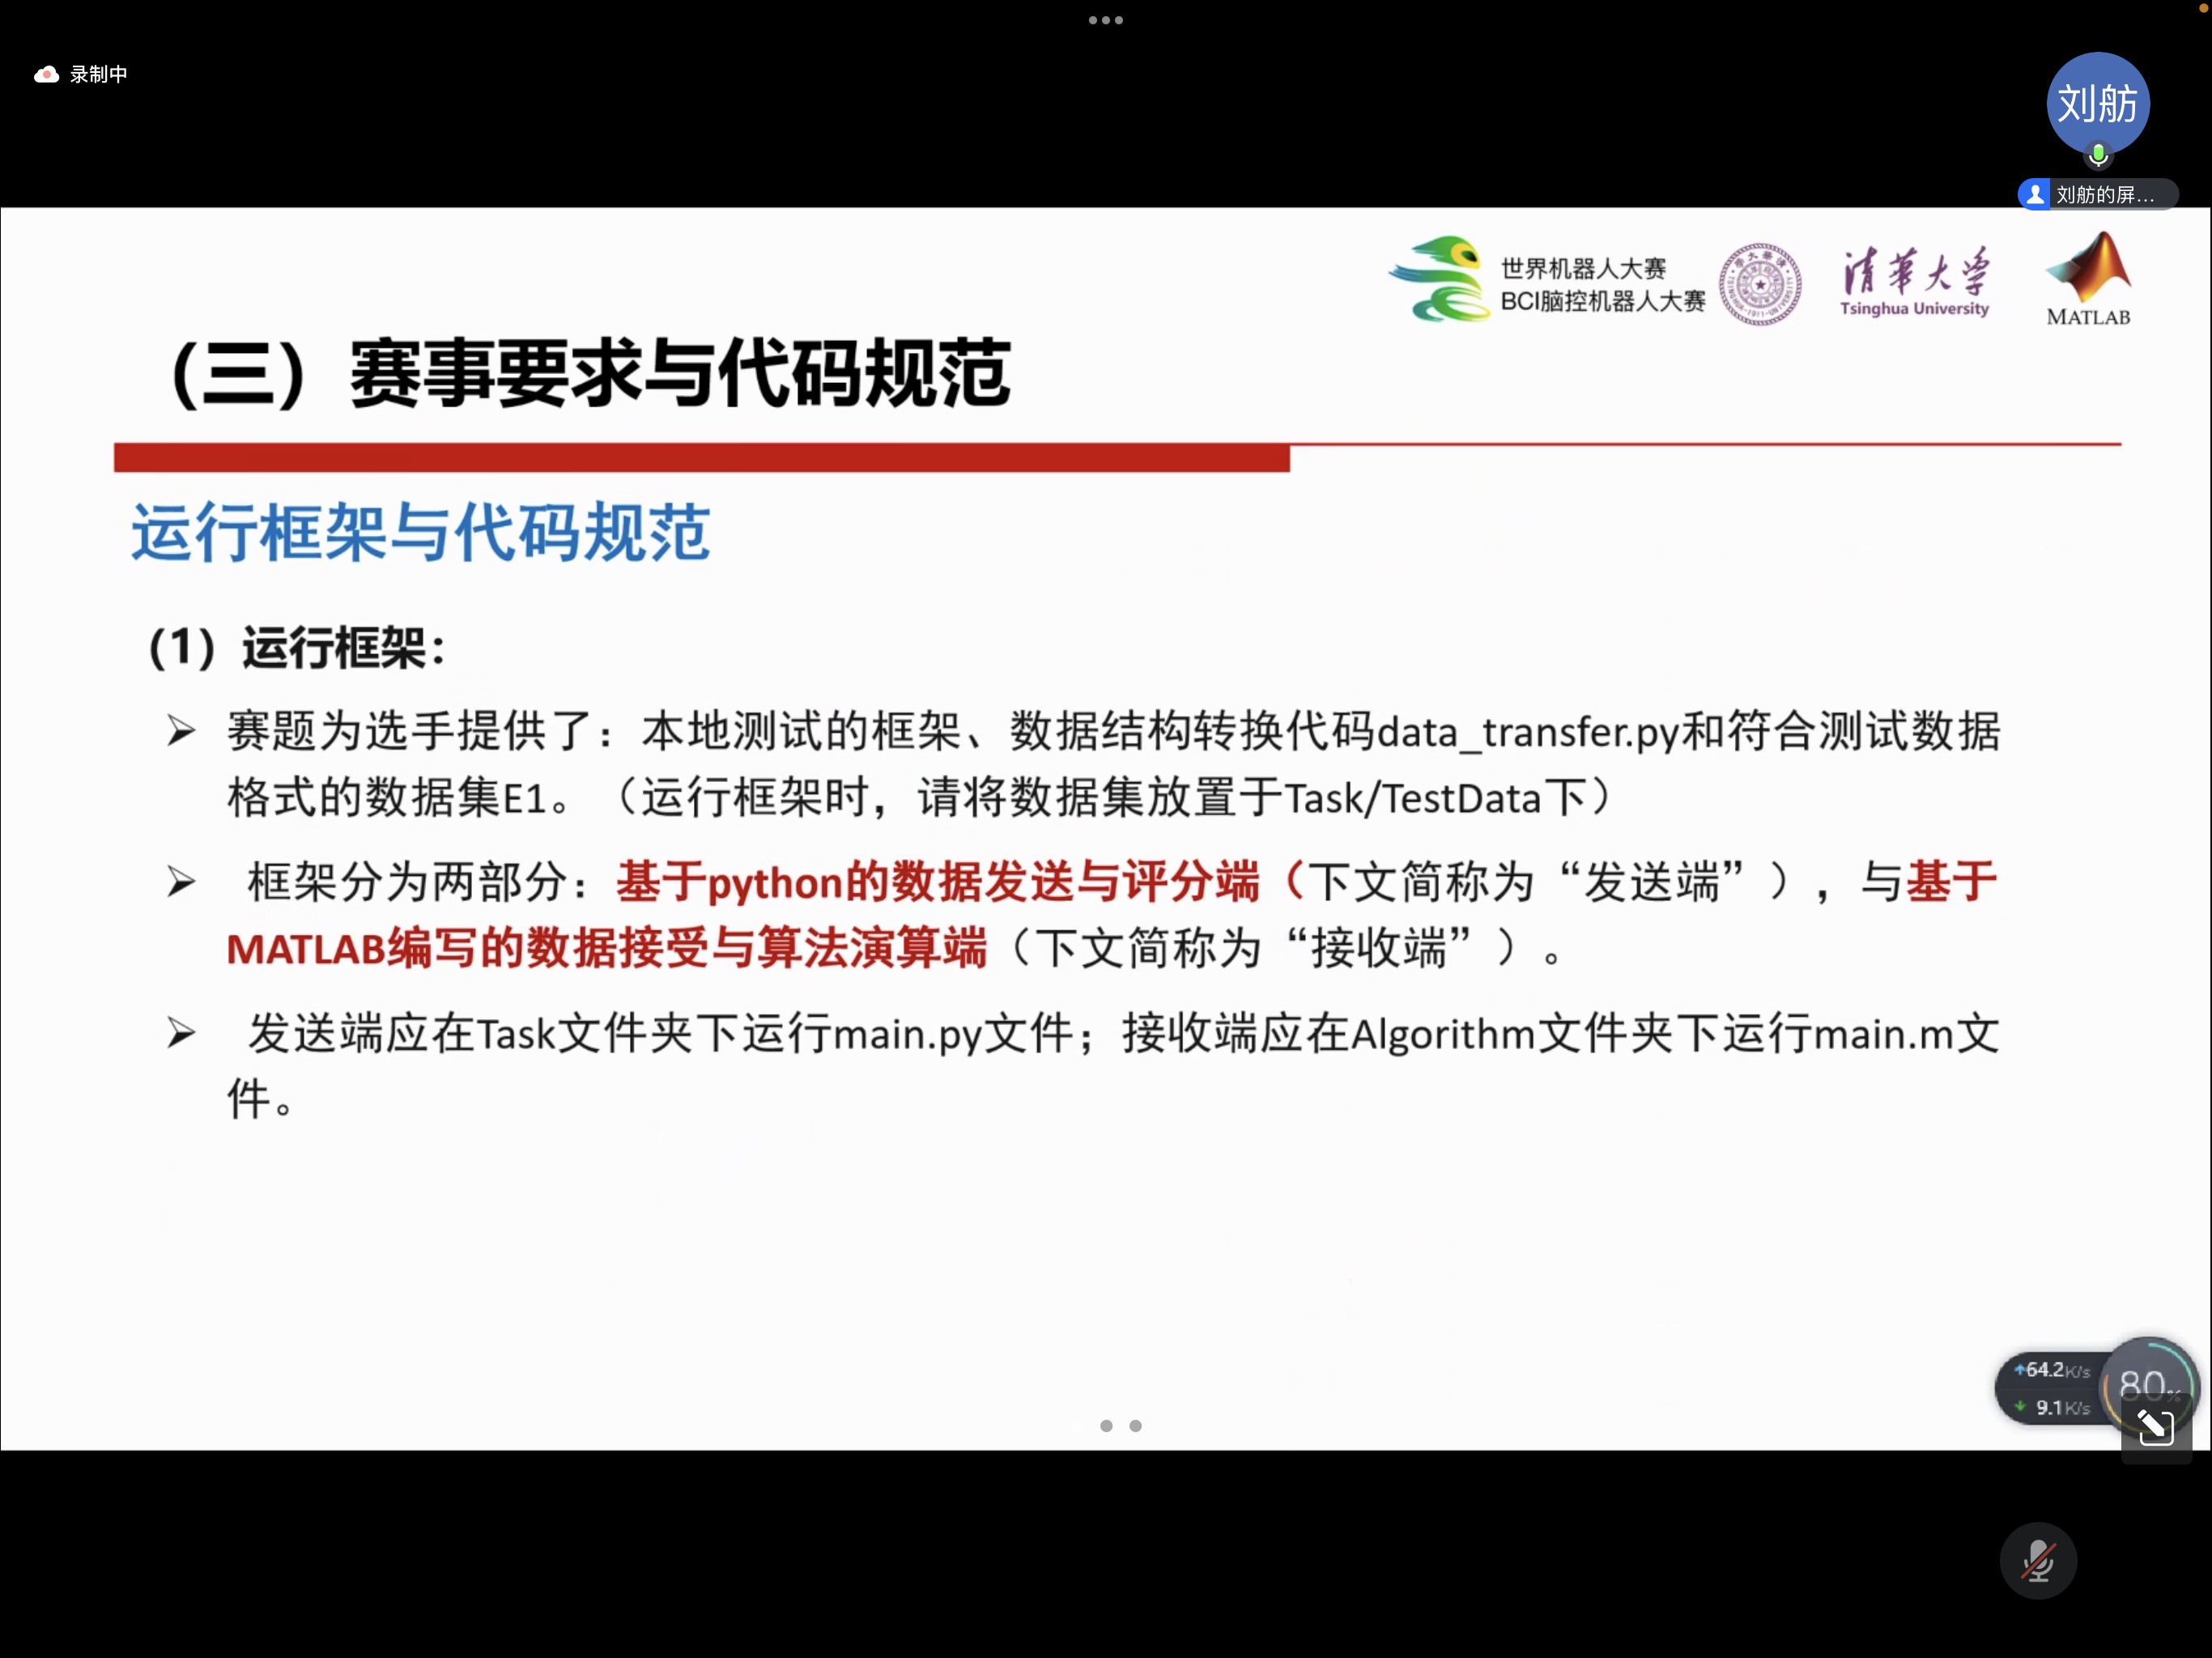 录制中
刘舫
刘舫的屏...
世界机器人大赛
BCI脑控机器人大赛
清华大学
Tsinghua University
MATLAB
（三）赛事要求与代码规范
运行框架与代码规范
（1）运行框架：
➢ 赛题为选手提供了：本地测试的框架、数据结构转换代码data_transfer.py和符合测试数据
格式的数据集E1。（运行框架时，请将数据集放置于Task/TestData下）
➢ 框架分为两部分：基于python的数据发送与评分端（下文简称为“发送端”），与基于
MATLAB编写的数据接受与算法演算端（下文简称为“接收端”）。
➢ 发送端应在Task文件夹下运行main.py文件；接收端应在Algorithm文件夹下运行main.m文
件。
64.2K/s
9.1K/s
80%